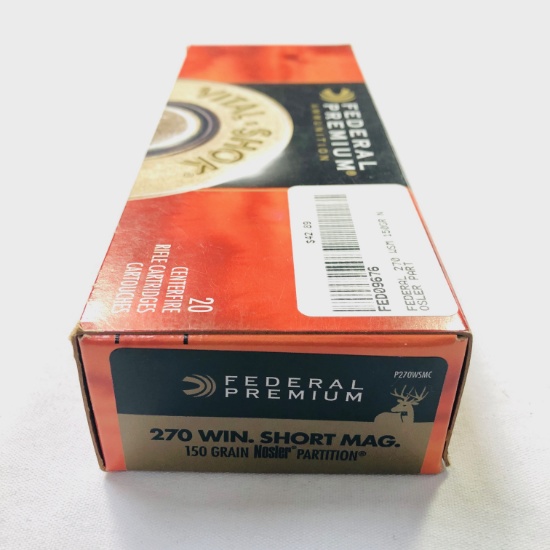 VITAL•SHOK
FEDERAL
PREMIUM®
AMMUNITION
20
CENTERFIRE
RIFLE CARTRIDGES
CARTOUCHES
$42.89
FED09676
FEDERAL 270 WSM 150GR N
OSLER PART
P270WSMC
FEDERAL
PREMIUM
270 WIN. SHORT MAG.
150 GRAIN Nosler® PARTITION®